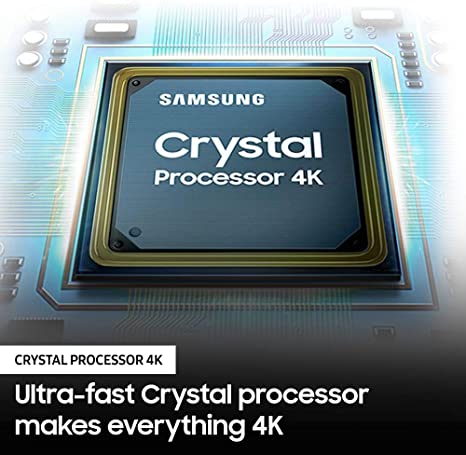 SAMSUNG
Crystal
Processor 4K
CRYSTAL PROCESSOR 4K
Ultra-fast Crystal processor
makes everything 4K